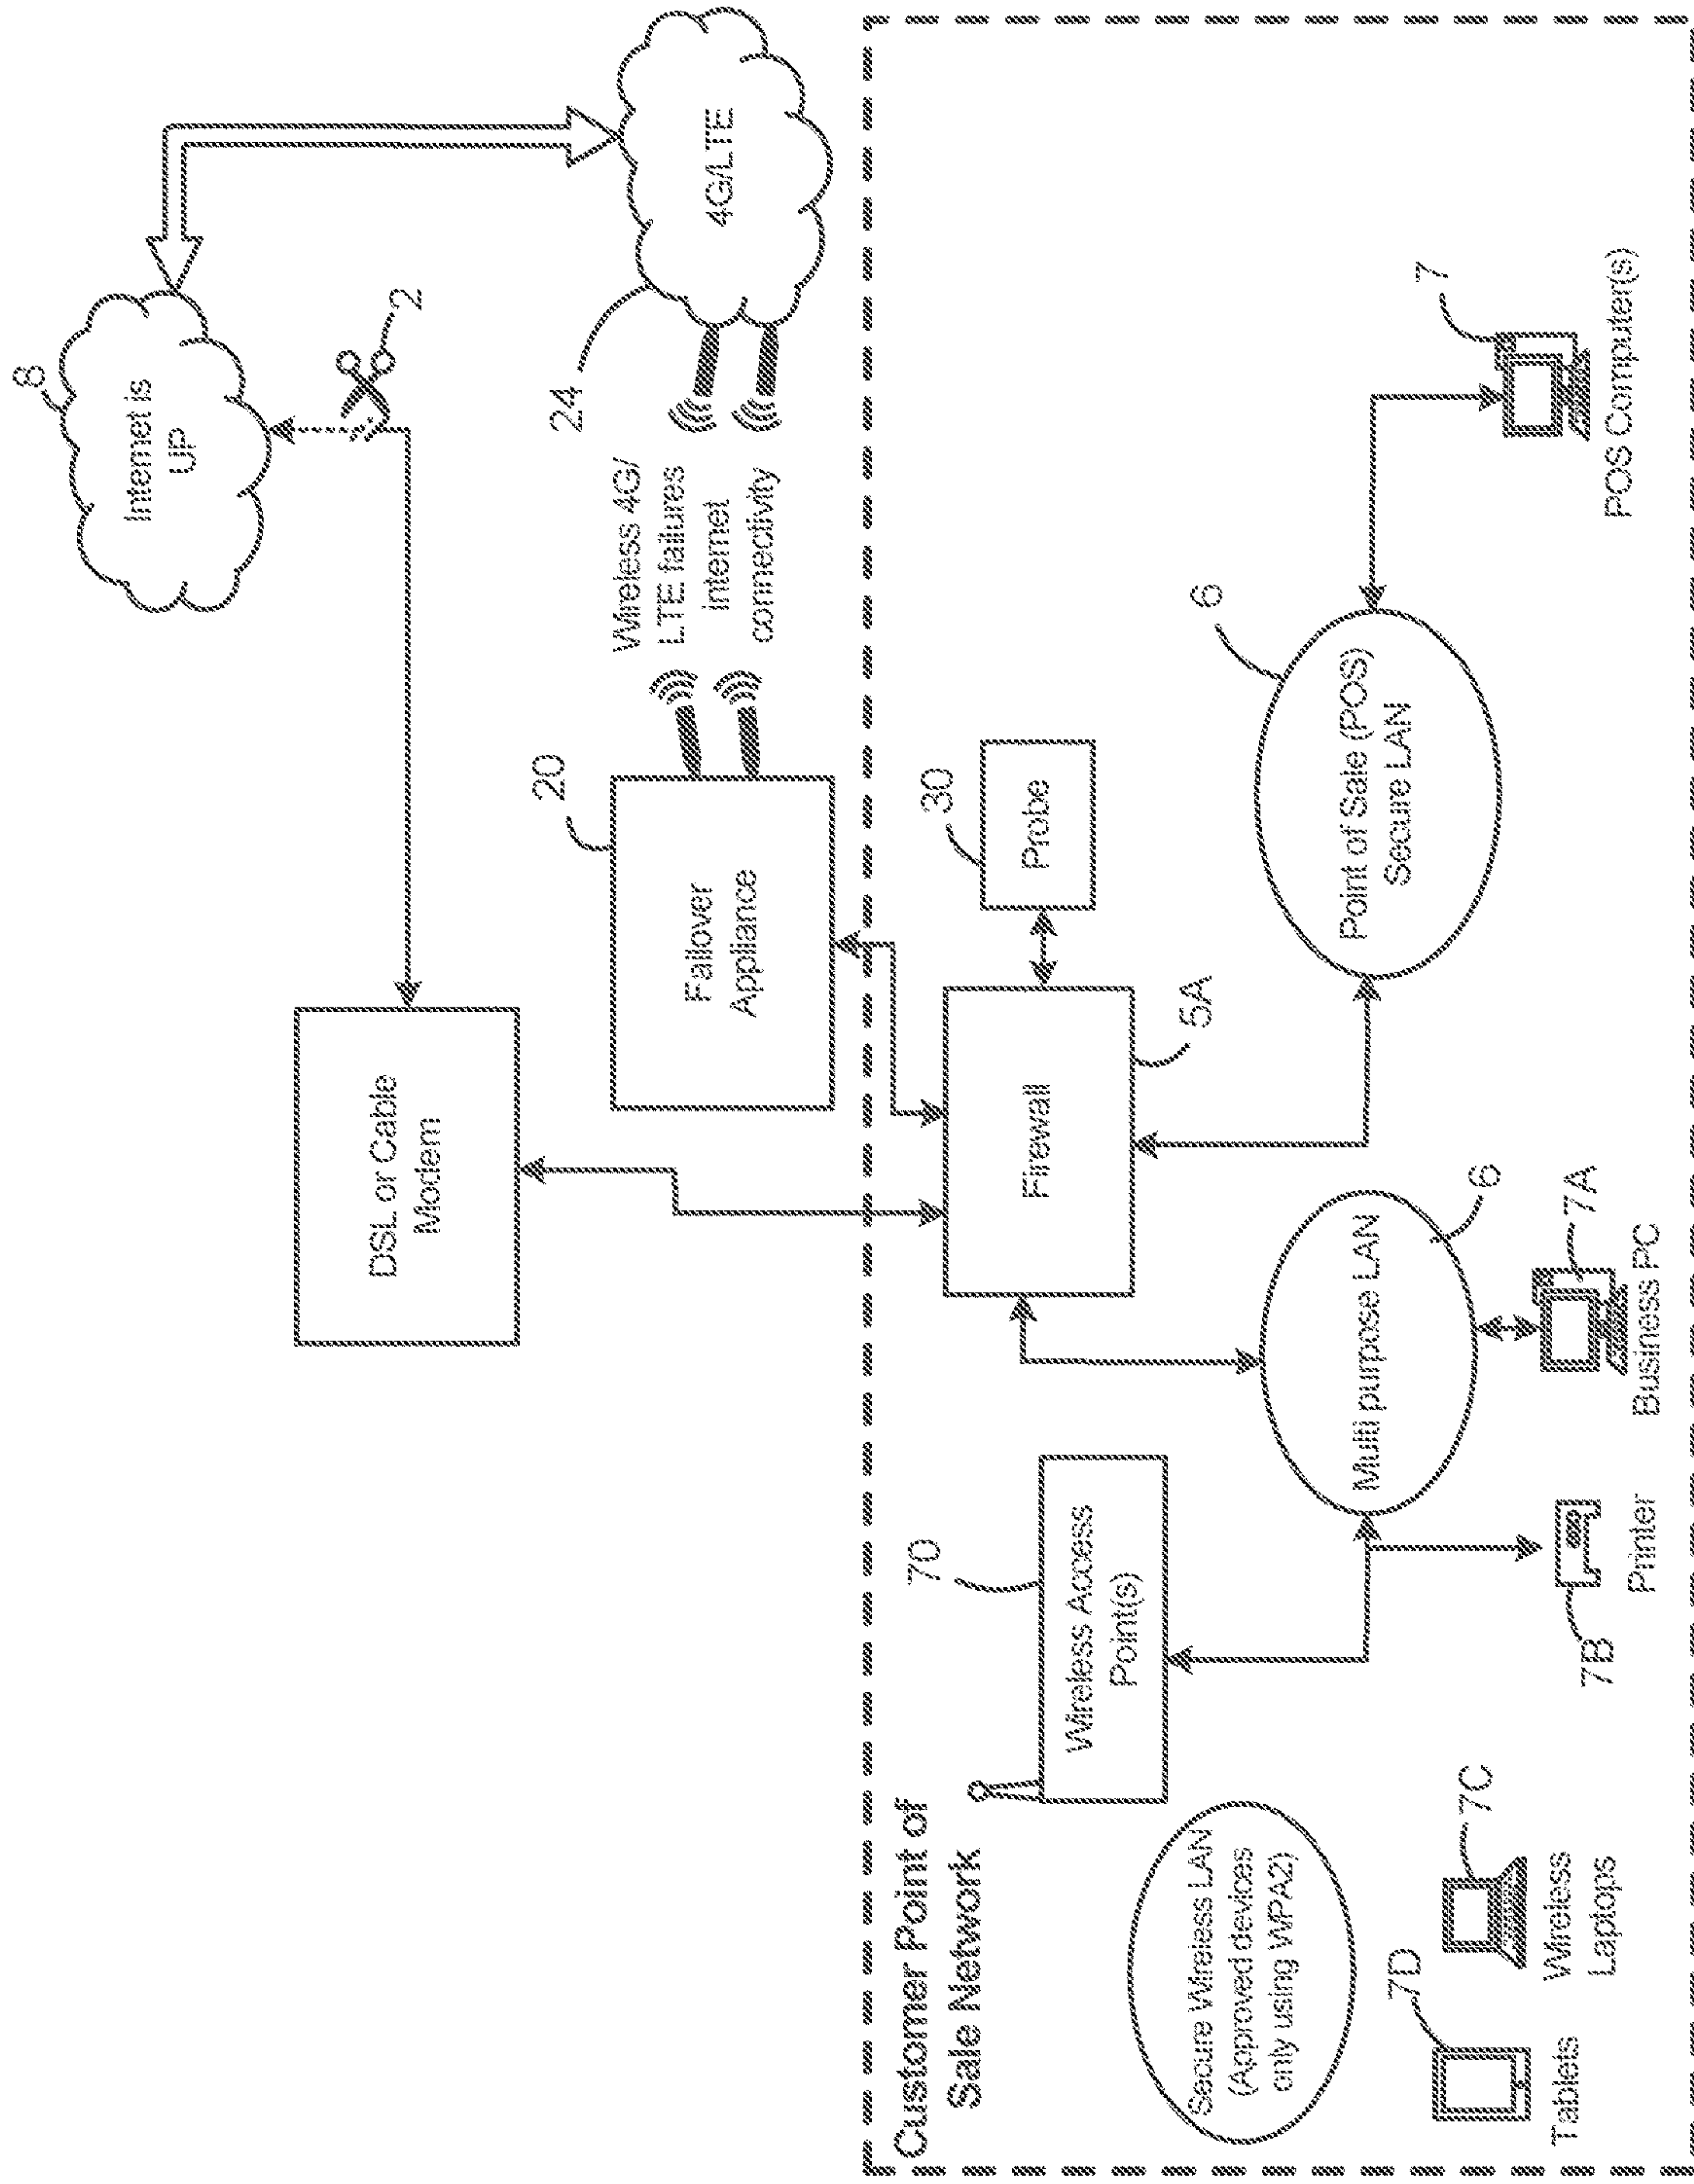 8
Internet is
UP
2
DSL or Cable
Modem
20
Failover
Appliance
Wireless 4G/
LTE failures
internet
connectivity
24
4G/LTE
Customer Point of
Sale Network
70
Wireless Access
Point(s)
Firewall
5A
30
Probe
Secure Wireless LAN
(Approved devices
only using WPA2)
Multi purpose LAN
6
Point of Sale (POS)
Secure LAN
6
7D
Tablets
7C
Wireless
Laptops
7B
Printer
7A
Business PC
7
POS Computer(s)